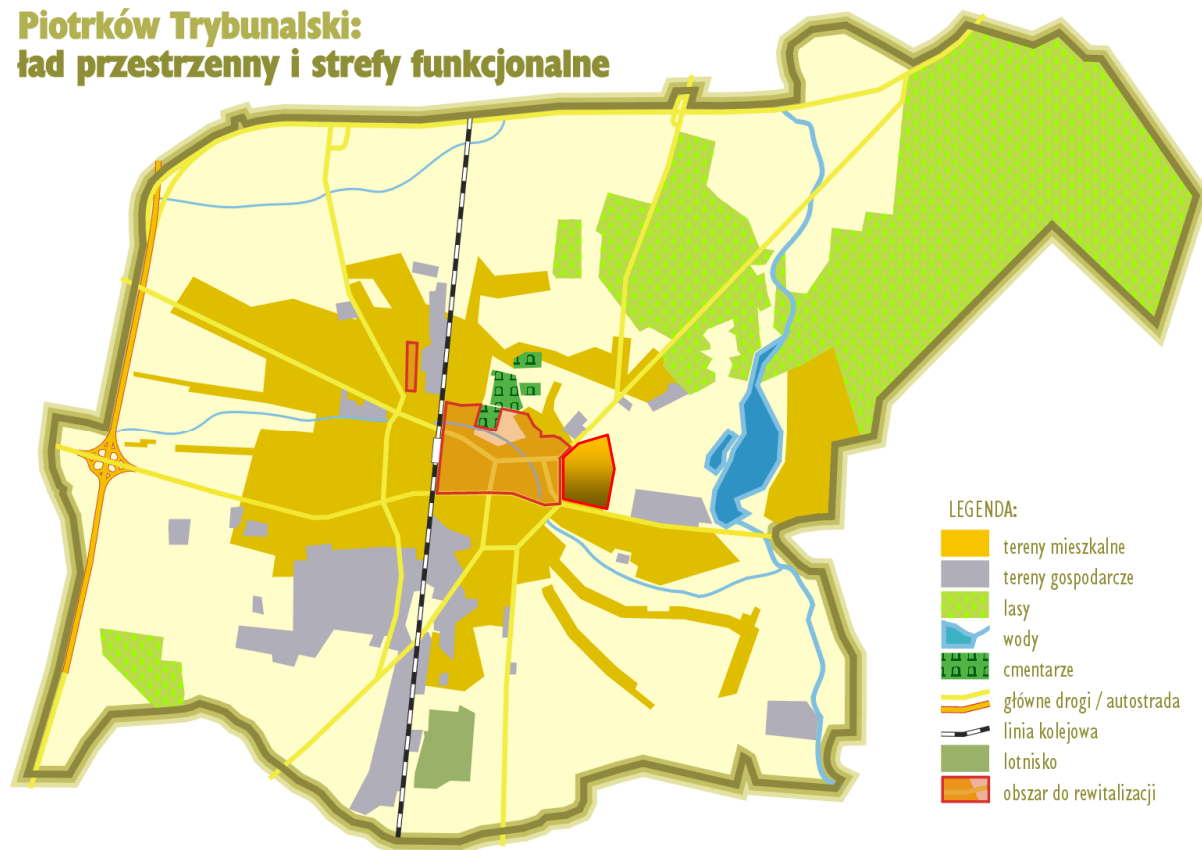 Piotrków Trybunalski:
ład przestrzenny i strefy funkcjonalne
LEGENDA:
tereny mieszkalne
tereny gospodarcze
lasy
wody
cmentarze
główne drogi / autostrada
linia kolejowa
lotnisko
obszar do rewitalizacji